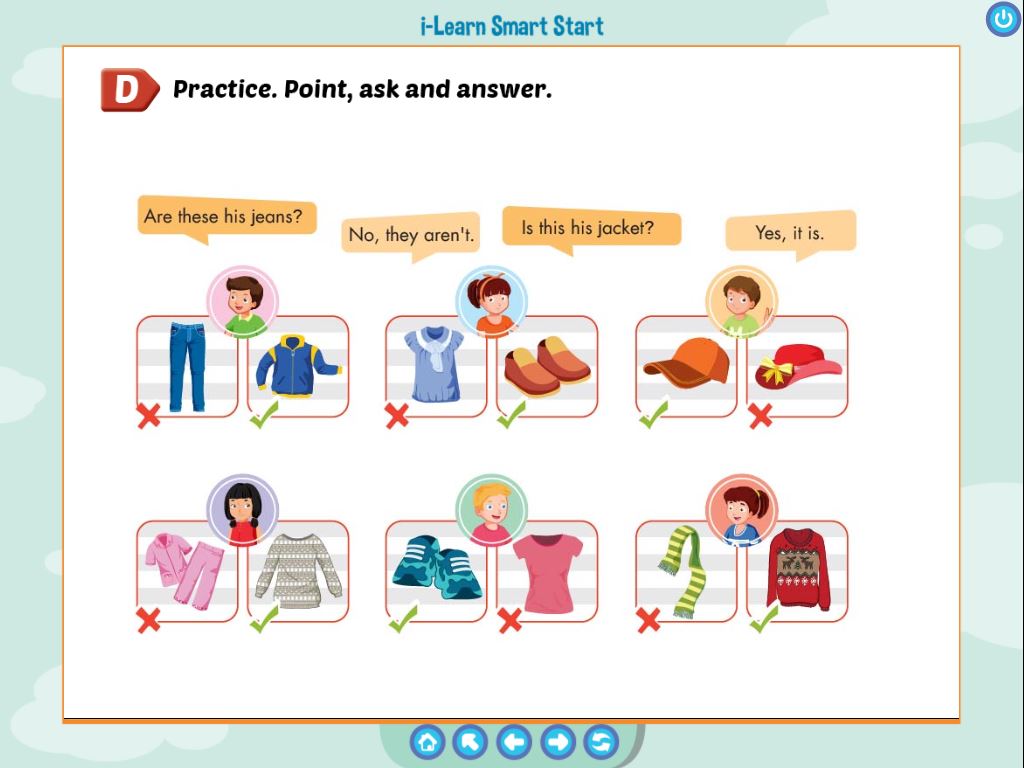 i-Learn Smart Start
D Practice. Point, ask and answer.
Are these his jeans?
No, they aren't.
Is this his jacket?
Yes, it is.